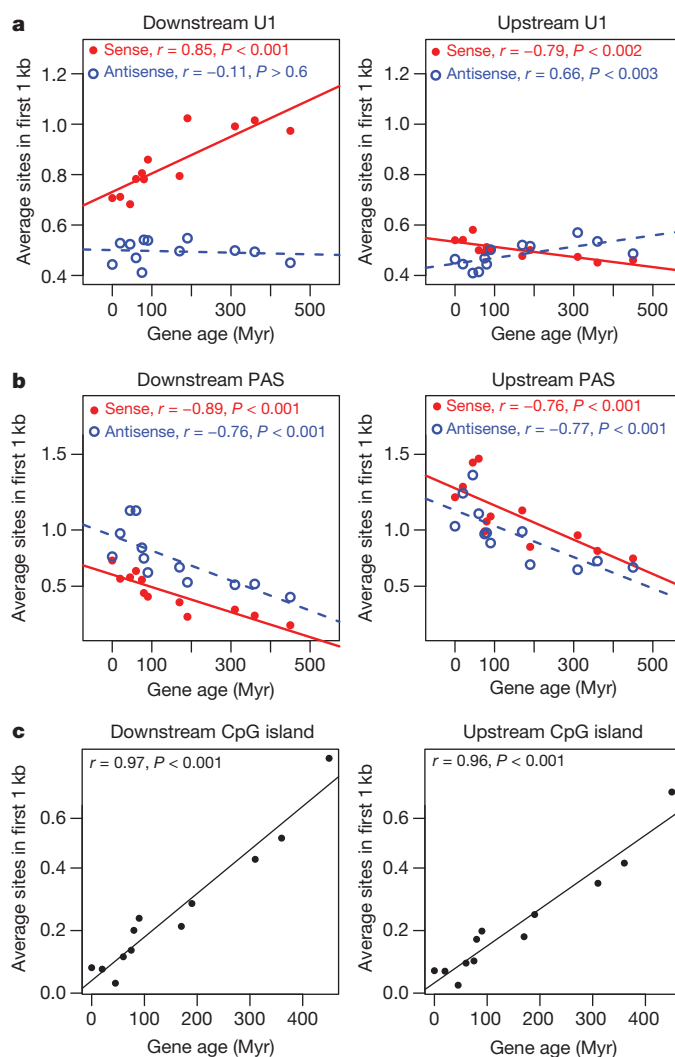 a
Downstream U1
Upstream U1
Sense, r = 0.85, P < 0.001
Antisense, r = −0.11, P > 0.6
Sense, r = −0.79, P < 0.002
Antisense, r = 0.66, P < 0.003
Average sites in first 1 kb
1.2
1.0
0.8
0.6
0.4
0 100 300 500
Gene age (Myr)
Average sites in first 1 kb
1.2
1.0
0.8
0.6
0.4
0 100 300 500
Gene age (Myr)
b
Downstream PAS
Upstream PAS
Sense, r = −0.89, P < 0.001
Antisense, r = −0.76, P < 0.001
Sense, r = −0.76, P < 0.001
Antisense, r = −0.77, P < 0.001
Average sites in first 1 kb
1.5
1.0
0.5
0 100 300 500
Gene age (Myr)
Average sites in first 1 kb
1.5
1.0
0.5
0 100 300 500
Gene age (Myr)
c
Downstream CpG island
Upstream CpG island
r = 0.97, P < 0.001
r = 0.96, P < 0.001
Average sites in first 1 kb
0.6
0.4
0.2
0.0
0 100 200 300 400
Gene age (Myr)
Average sites in first 1 kb
0.6
0.4
0.2
0.0
0 100 200 300 400
Gene age (Myr)